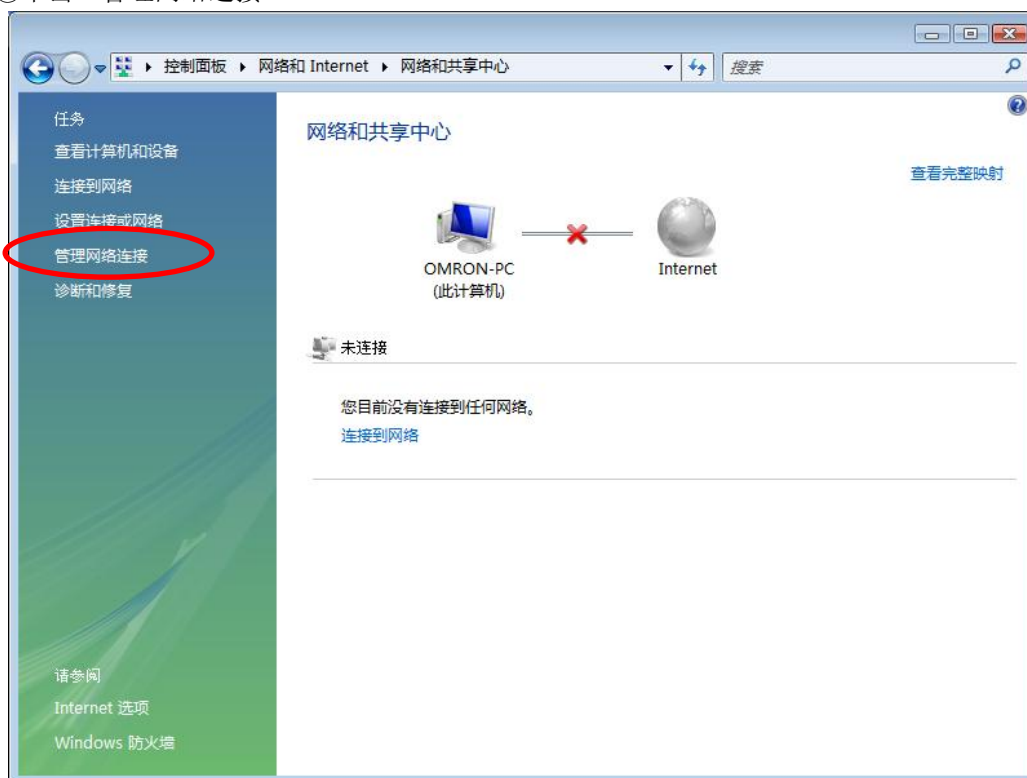 控制面板 ▸ 网络和 Internet ▸ 网络和共享中心
搜索
任务
查看计算机和设备
连接到网络
设置连接或网络
管理网络连接
诊断和修复
请参阅
Internet 选项
Windows 防火墙
网络和共享中心
查看完整映射
OMRON-PC
(此计算机)
Internet
未连接
您目前没有连接到任何网络。
连接到网络